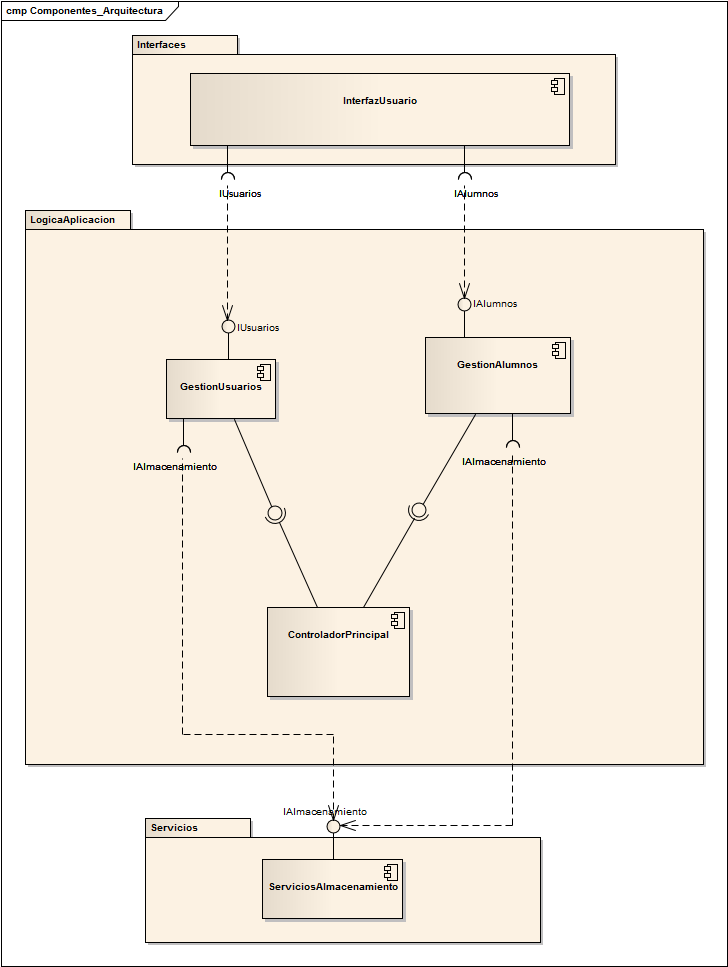 cmp Componentes_Arquitectura
Interfaces
InterfazUsuario
IUsuarios
IAlumnos
LogicaAplicacion
IAlumnos
IUsuarios
GestionAlumnos
GestionUsuarios
IAlmacenamiento
IAlmacenamiento
ControladorPrincipal
IAlmacenamiento
Servicios
ServiciosAlmacenamiento